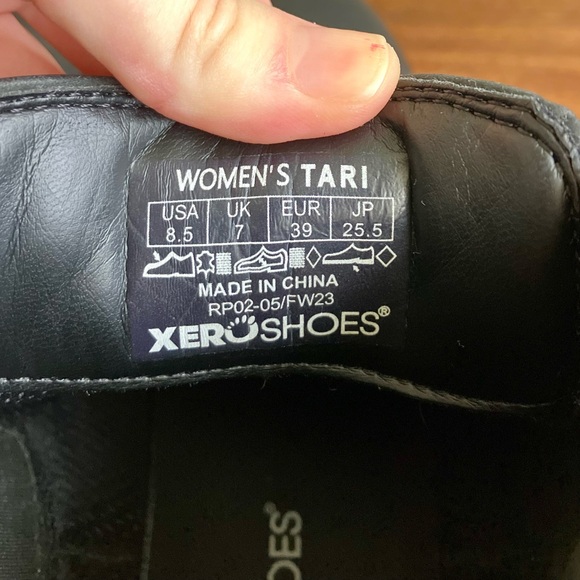 WOMEN'S TARI
USA UK EUR JP
8.5 7 39 25.5
MADE IN CHINA
RP02-05/FW23
XEROSHOES®
OES